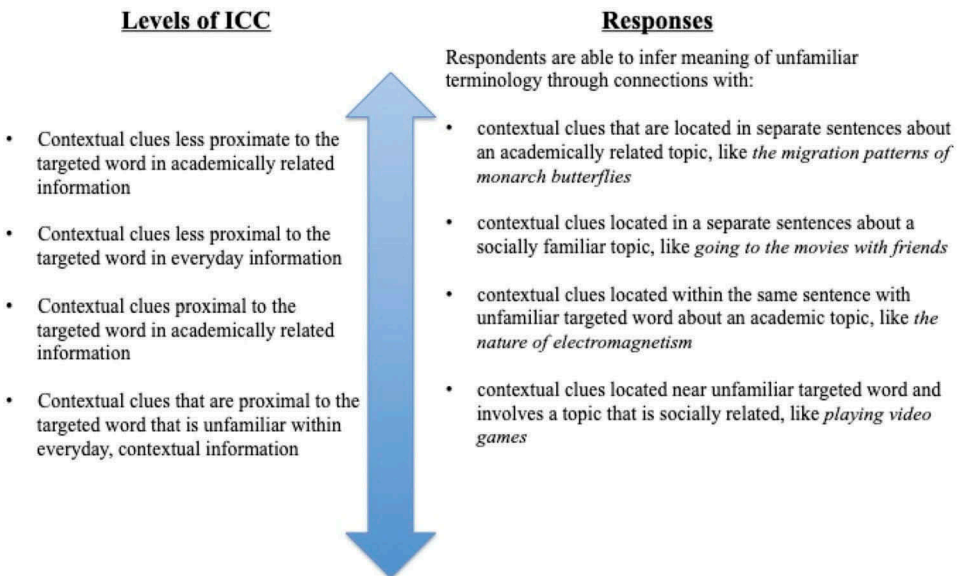 Levels of ICC
• Contextual clues less proximate to the
targeted word in academically related
information
• Contextual clues less proximal to the
targeted word in everyday information
• Contextual clues proximal to the
targeted word in academically related
information
• Contextual clues that are proximal to the
targeted word that is unfamiliar within
everyday, contextual information
Responses
Respondents are able to infer meaning of unfamiliar
terminology through connections with:
• contextual clues that are located in separate sentences about
an academically related topic, like the migration patterns of
monarch butterflies
• contextual clues located in a separate sentences about a
socially familiar topic, like going to the movies with friends
• contextual clues located within the same sentence with
unfamiliar targeted word about an academic topic, like the
nature of electromagnetism
• contextual clues located near unfamiliar targeted word and
involves a topic that is socially related, like playing video
games